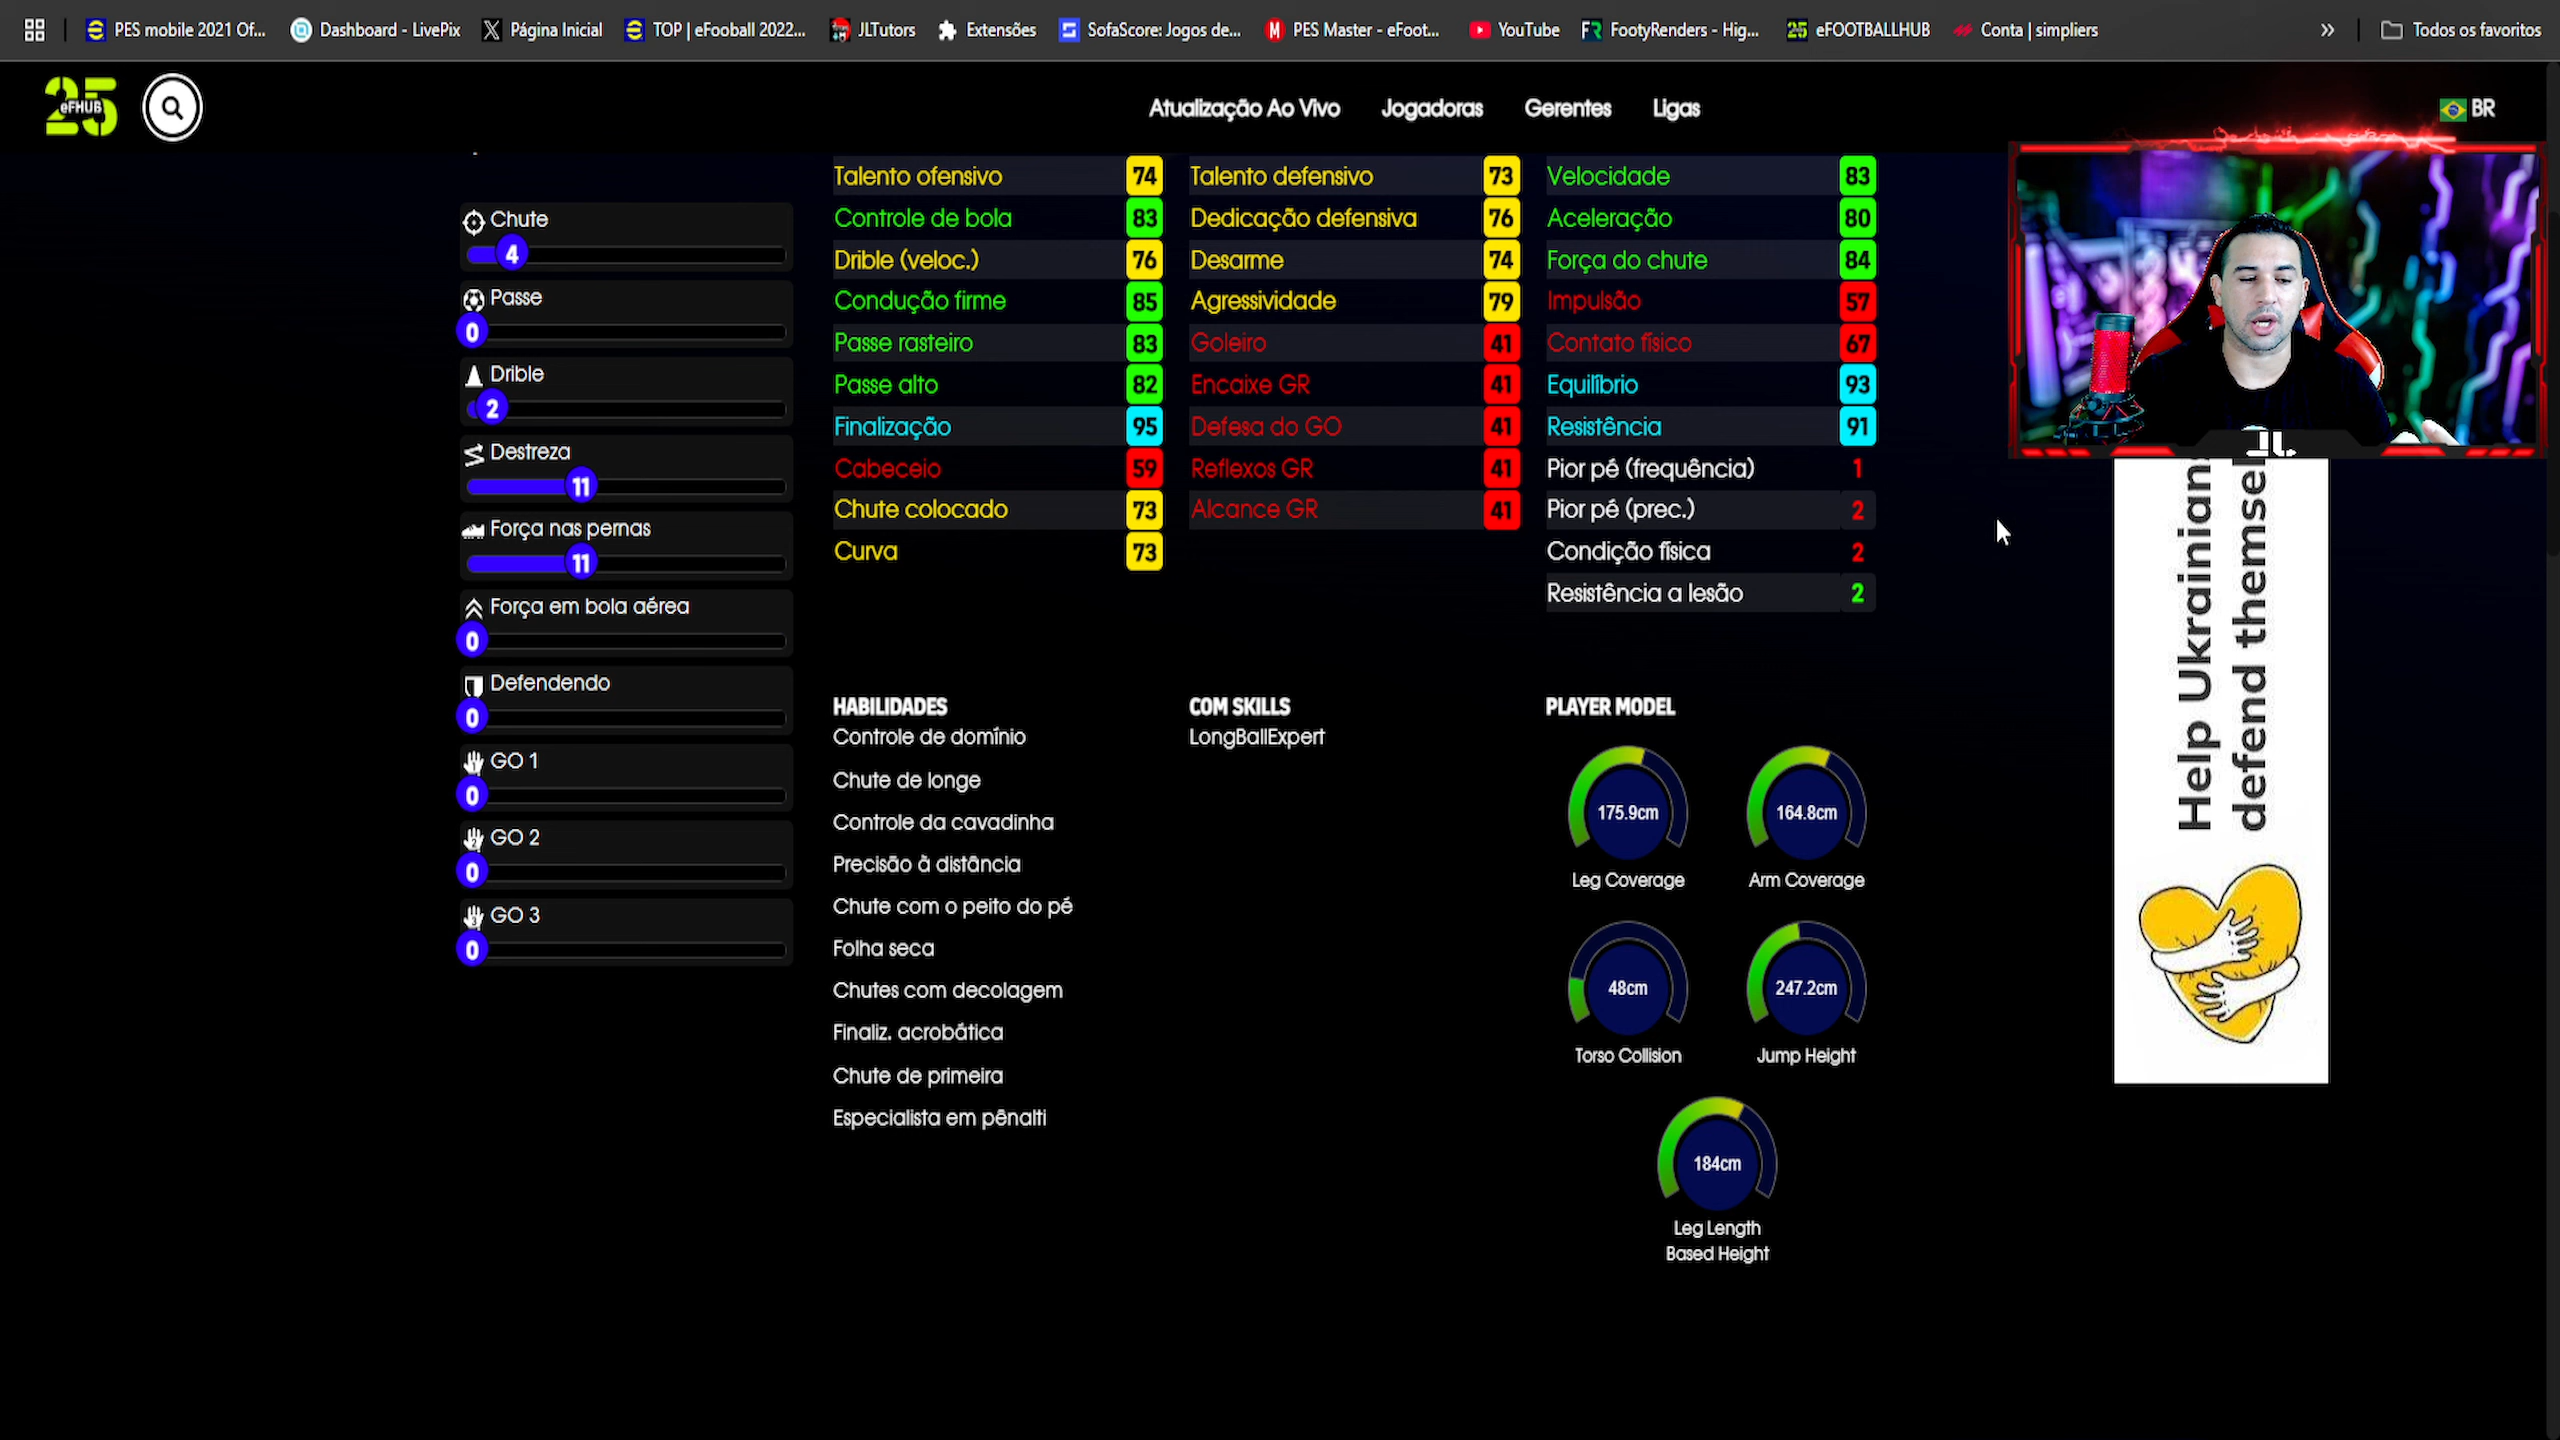 PES mobile 2021 Of...
Dashboard - LivePix
Página Inicial
TOP | eFooball 2022...
JLTutors
Extensões
SofaScore: Jogos de...
PES Master - eFoot...
YouTube
FootyRenders - Hig...
eFOOTBALLHUB
Conta | simpliers
Todos os favoritos
25 eFHUB
Atualização Ao Vivo
Jogadoras
Gerentes
Ligas
BR
Chute
4
Passe
0
Drible
2
Destreza
11
Força nas pernas
11
Força em bola aérea
0
Defendendo
0
GO 1
0
GO 2
0
GO 3
0
Talento ofensivo 74
Controle de bola 83
Drible (veloc.) 76
Condução firme 85
Passe rasteiro 83
Passe alto 82
Finalização 95
Cabeceio 59
Chute colocado 73
Curva 73
Talento defensivo 73
Dedicação defensiva 76
Desarme 74
Agressividade 79
Goleiro 41
Encaixe GR 41
Defesa do GO 41
Reflexos GR 41
Alcance GR 41
Velocidade 83
Aceleração 80
Força do chute 84
Impulsão 57
Contato físico 67
Equilíbrio 93
Resistência 91
Pior pé (frequência) 1
Pior pé (prec.) 2
Condição física 2
Resistência a lesão 2
HABILIDADES
Controle de domínio
Chute de longe
Controle da cavadinha
Precisão à distância
Chute com o peito do pé
Folha seca
Chutes com decolagem
Finaliz. acrobática
Chute de primeira
Especialista em pênalti
COM SKILLS
LongBallExpert
PLAYER MODEL
175.9cm
Leg Coverage
164.8cm
Arm Coverage
48cm
Torso Collision
247.2cm
Jump Height
184cm
Leg Length
Based Height
JL
Help Ukrainian
defend themsel